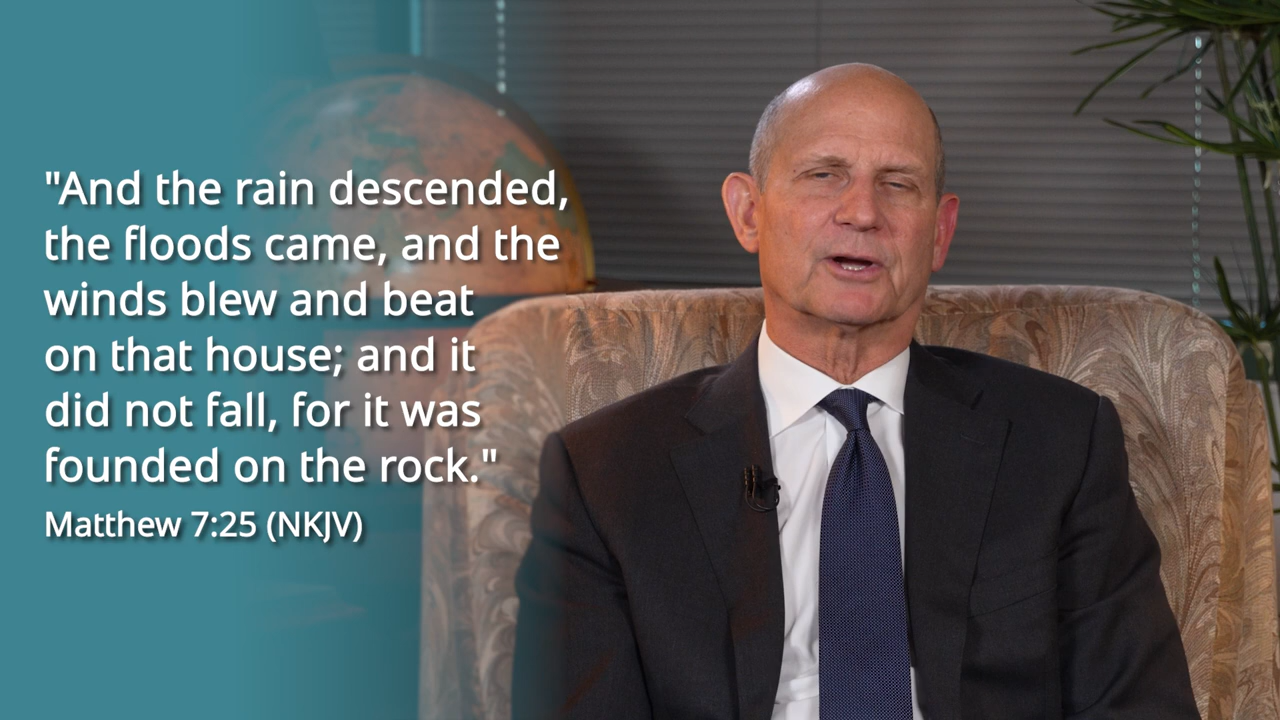 "And the rain descended,
the floods came, and the
winds blew and beat
on that house; and it
did not fall, for it was
founded on the rock."
Matthew 7:25 (NKJV)